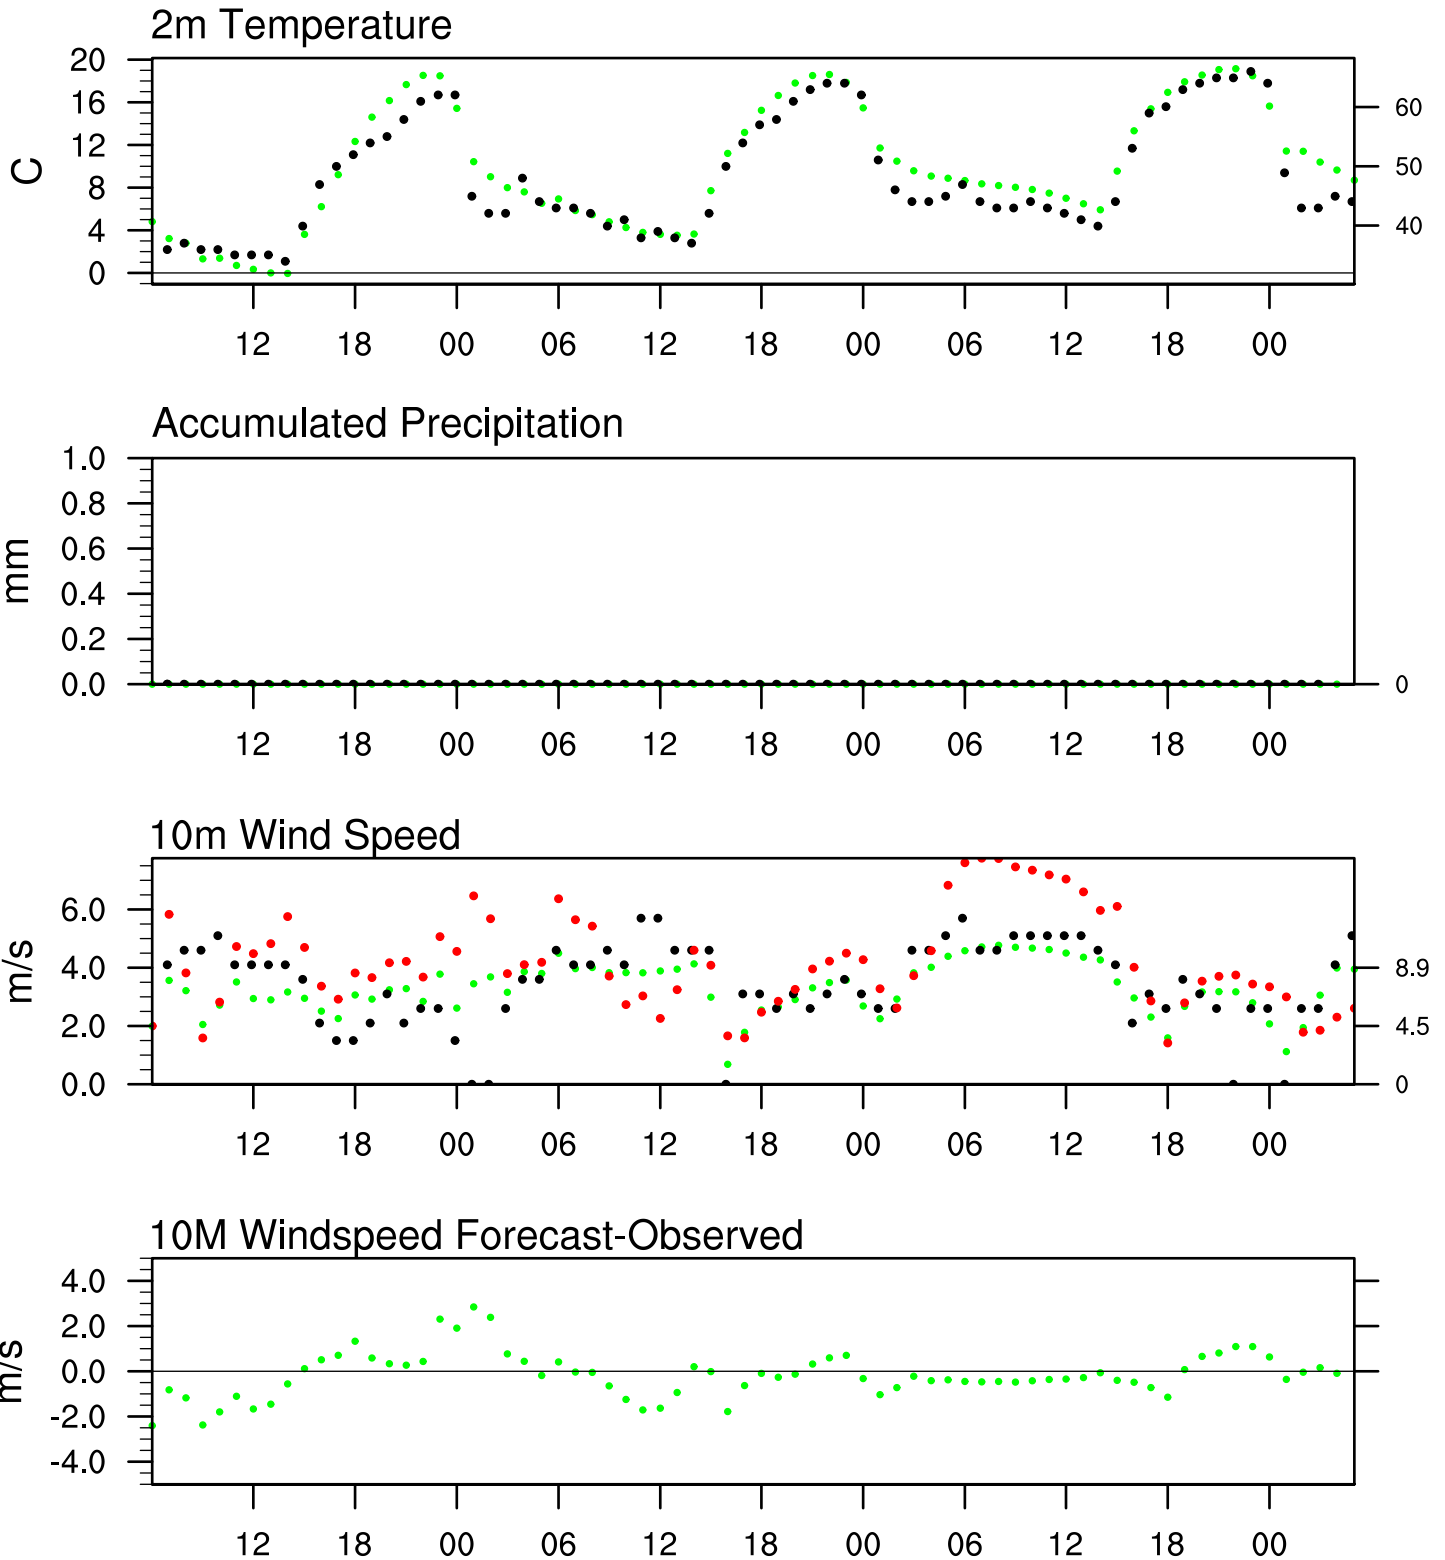 2m Temperature
20
16
60
12
50
C
8
4
40
0
12 18 00 06 12 18 00 06 12 18 00
Accumulated Precipitation
1.0
0.8
0.6
mm
0.4
0.2
0.0 0
12 18 00 06 12 18 00 06 12 18 00
10m Wind Speed
6.0
m/s
4.0 8.9
2.0 4.5
0.0 0
12 18 00 06 12 18 00 06 12 18 00
10M Windspeed Forecast-Observed
4.0
2.0
m/s
0.0
-2.0
-4.0
12 18 00 06 12 18 00 06 12 18 00